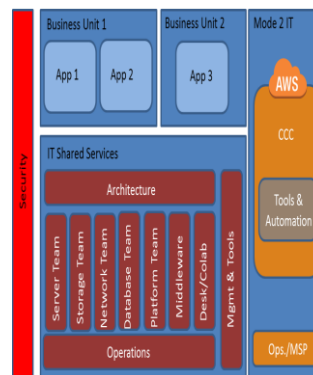 Business Unit 1
Business Unit 2
Mode 2 IT
App 1
App 2
App 3
AWS
CCC
Tools &
Automation
Security
IT Shared Services
Architecture
Server Team
Storage Team
Network Team
Database Team
Platform Team
Middleware
Desk/Colab
Mgmt & Tools
Operations
Ops./MSP